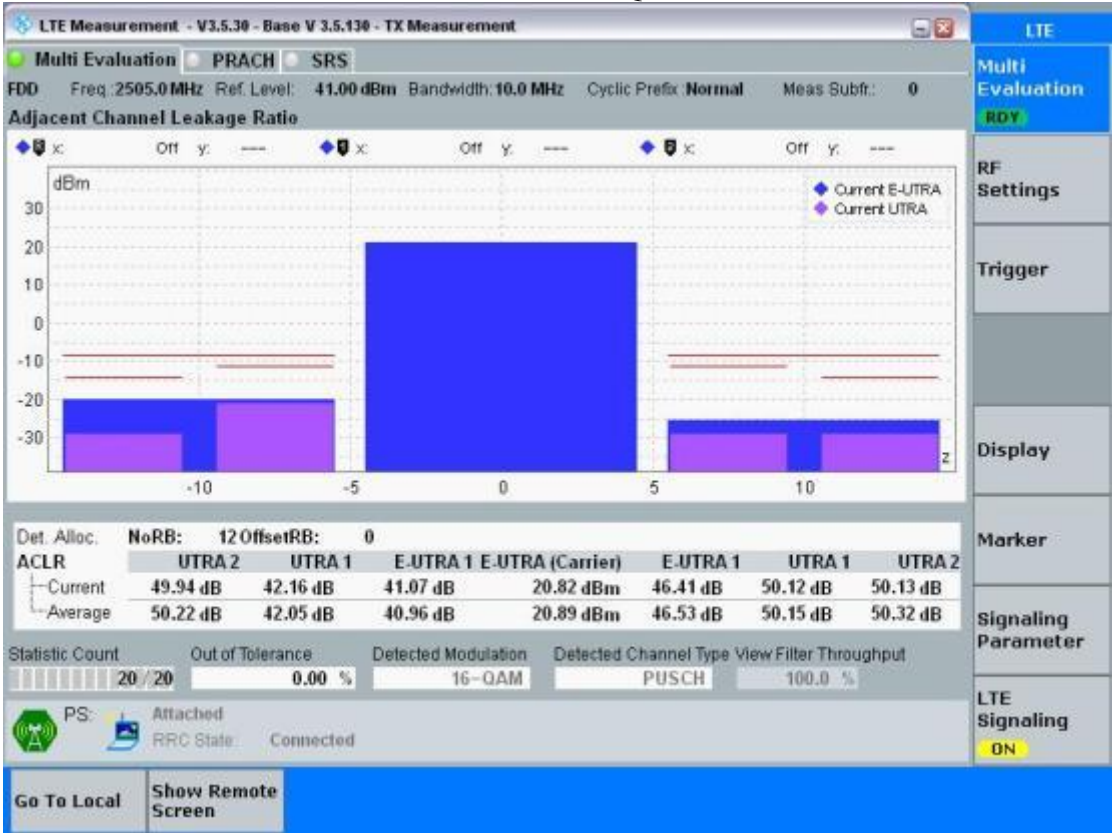 LTE Measurement - V3.5.30 - Base V 3.5.130 - TX Measurement
LTE
Multi Evaluation PRACH SRS
Multi
Evaluation
RDY
FDD Freq.:2505.0 MHz Ref. Level: 41.00 dBm Bandwidth: 10.0 MHz Cyclic Prefix: Normal Meas Subfr.: 0
Adjacent Channel Leakage Ratio
x: Off y: --- x: Off y: --- x: Off y: ---
dBm
Current E-UTRA
Current UTRA
30
20
10
0
-10
-20
-30
z
-10 -5 0 5 10
RF
Settings
Trigger
Display
Marker
Signaling
Parameter
LTE
Signaling
ON
Det. Alloc. NoRB: 12 OffsetRB: 0
ACLR UTRA 2 UTRA 1 E-UTRA 1 E-UTRA (Carrier) E-UTRA 1 UTRA 1 UTRA 2
Current 49.94 dB 42.16 dB 41.07 dB 20.82 dBm 46.41 dB 50.12 dB 50.13 dB
Average 50.22 dB 42.05 dB 40.96 dB 20.89 dBm 46.53 dB 50.15 dB 50.32 dB
Statistic Count Out of Tolerance Detected Modulation Detected Channel Type View Filter Throughput
20 / 20 0.00 % 16-QAM PUSCH 100.0 %
PS: Attached
RRC State: Connected
Go To Local
Show Remote
Screen